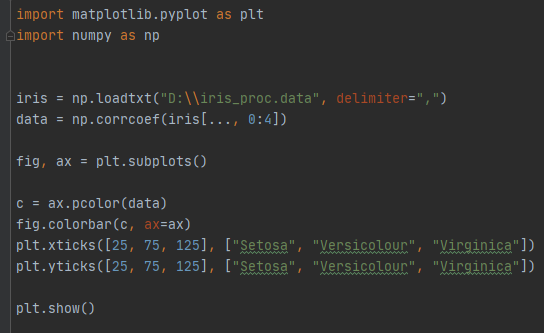 import matplotlib.pyplot as plt
import numpy as np
iris = np.loadtxt("D:\\iris_proc.data", delimiter=",")
data = np.corrcoef(iris[..., 0:4])
fig, ax = plt.subplots()
c = ax.pcolor(data)
fig.colorbar(c, ax=ax)
plt.xticks([25, 75, 125], ["Setosa", "Versicolour", "Virginica"])
plt.yticks([25, 75, 125], ["Setosa", "Versicolour", "Virginica"])
plt.show()